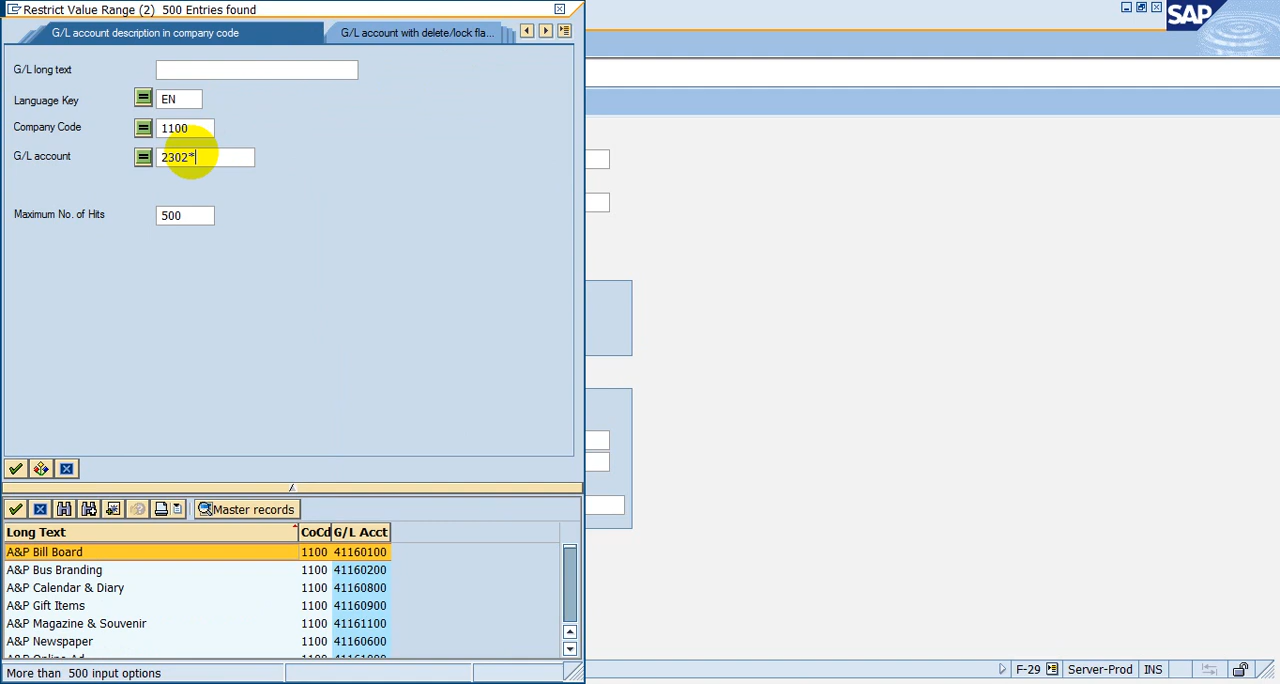 Restrict Value Range (2) 500 Entries found
G/L account description in company code
G/L account with delete/lock fla...
SAP
G/L long text
Language Key EN
Company Code 1100
G/L account 2302*
Maximum No. of Hits 500
Master records
Long Text CoCd G/L Acct
A&P Bill Board 1100 41160100
A&P Bus Branding 1100 41160200
A&P Calendar & Diary 1100 41160800
A&P Gift Items 1100 41160900
A&P Magazine & Souvenir 1100 41161100
A&P Newspaper 1100 41160600
More than 500 input options
F-29 Server-Prod INS